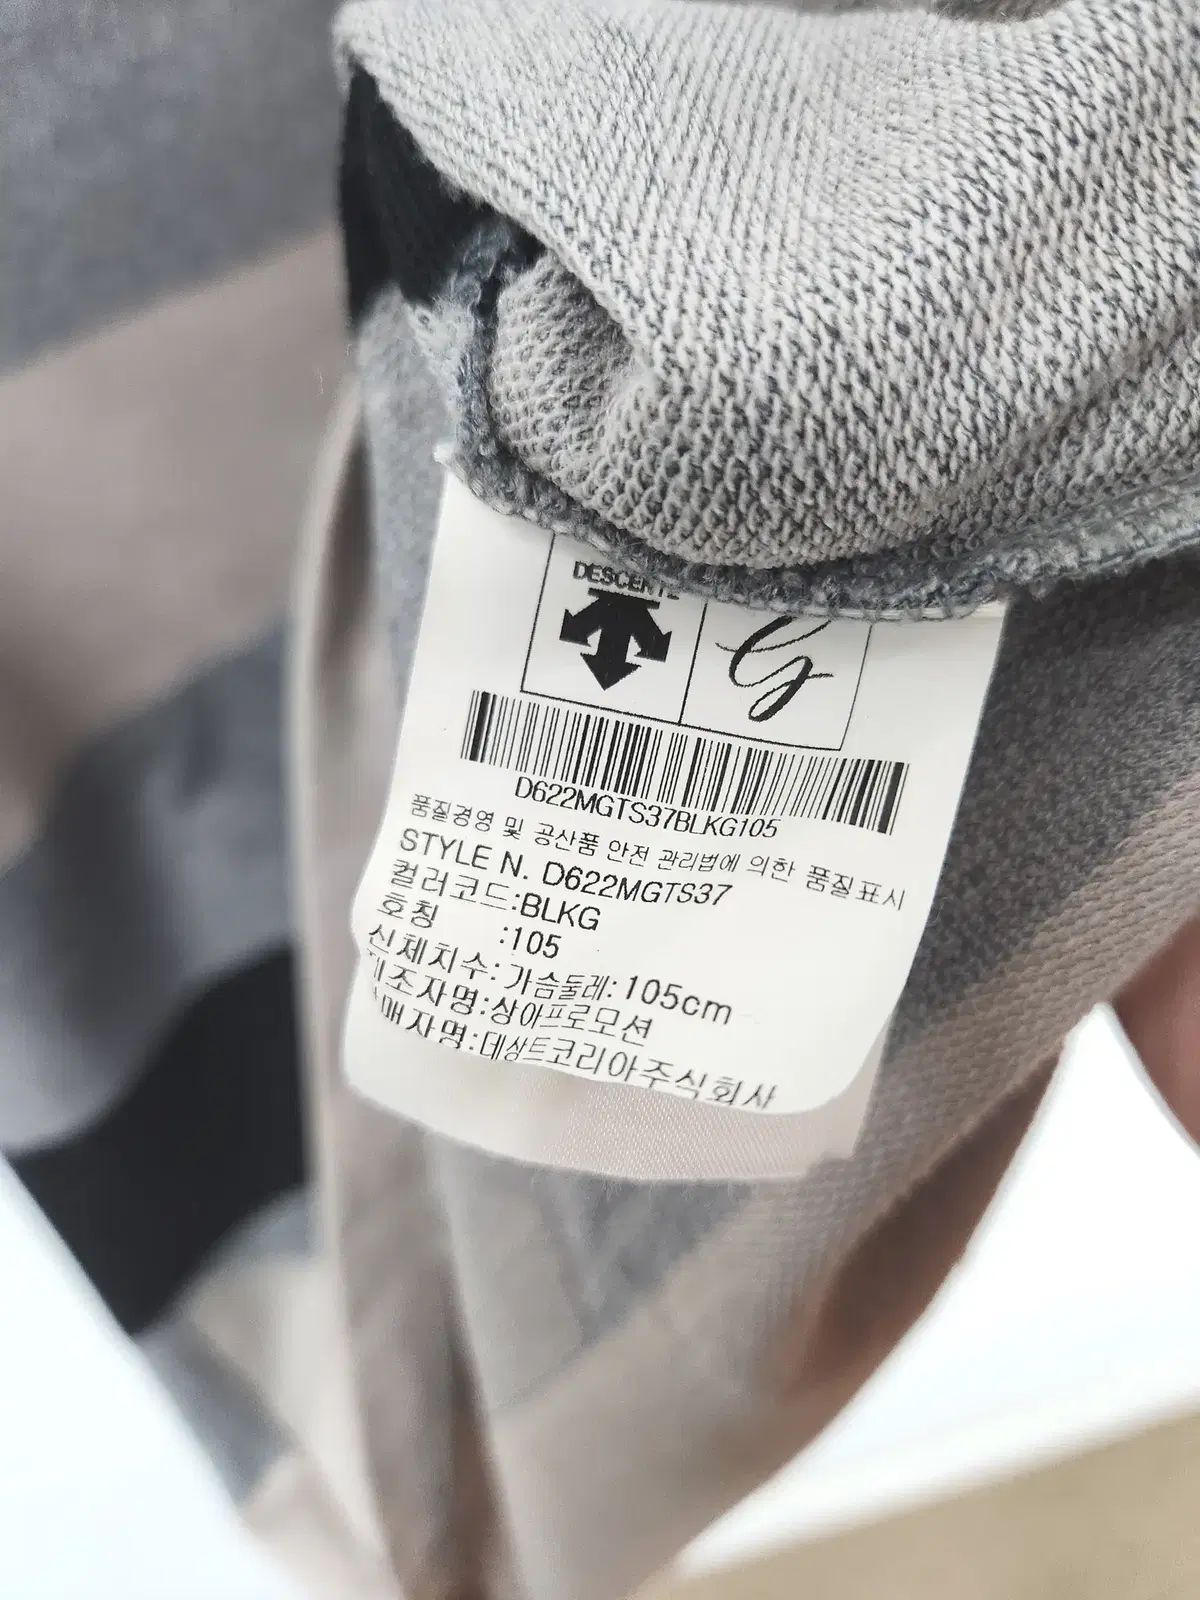 DESCENTE
D622MGTS37BLKG105
품질경영 및 공산품 안전 관리법에 의한 품질표시
STYLE N. D622MGTS37
컬러코드:BLKG
호칭 :105
신체치수: 가슴둘레: 105cm
제조자명:상아프로모션
판매자명:데상트코리아주식회사